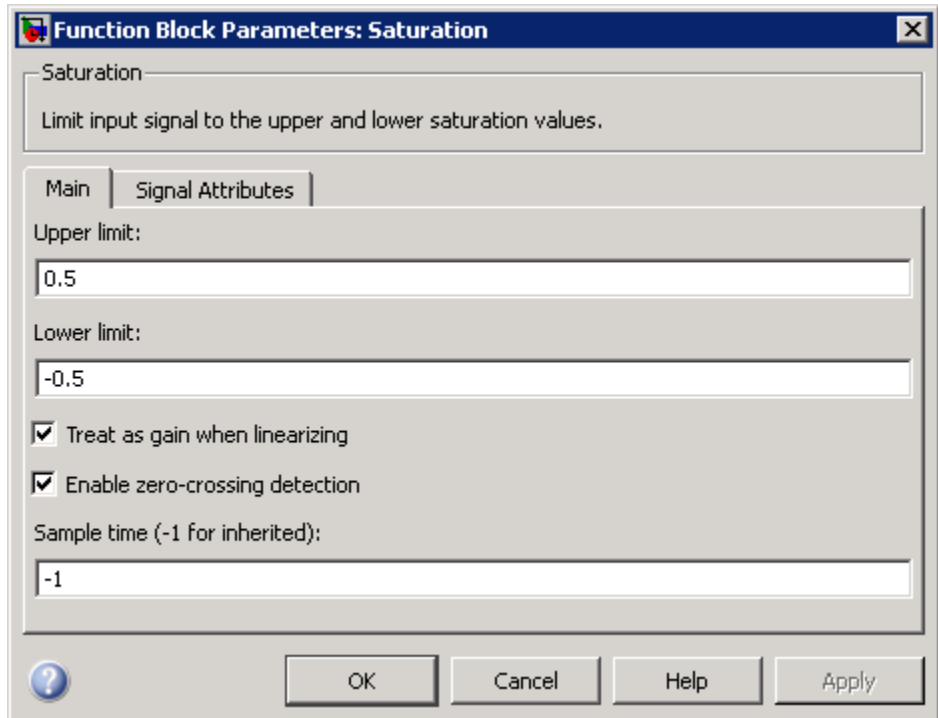 Function Block Parameters: Saturation
Saturation
Limit input signal to the upper and lower saturation values.
Main Signal Attributes
Upper limit:
0.5
Lower limit:
-0.5
Treat as gain when linearizing
Enable zero-crossing detection
Sample time (-1 for inherited):
-1
? OK Cancel Help Apply